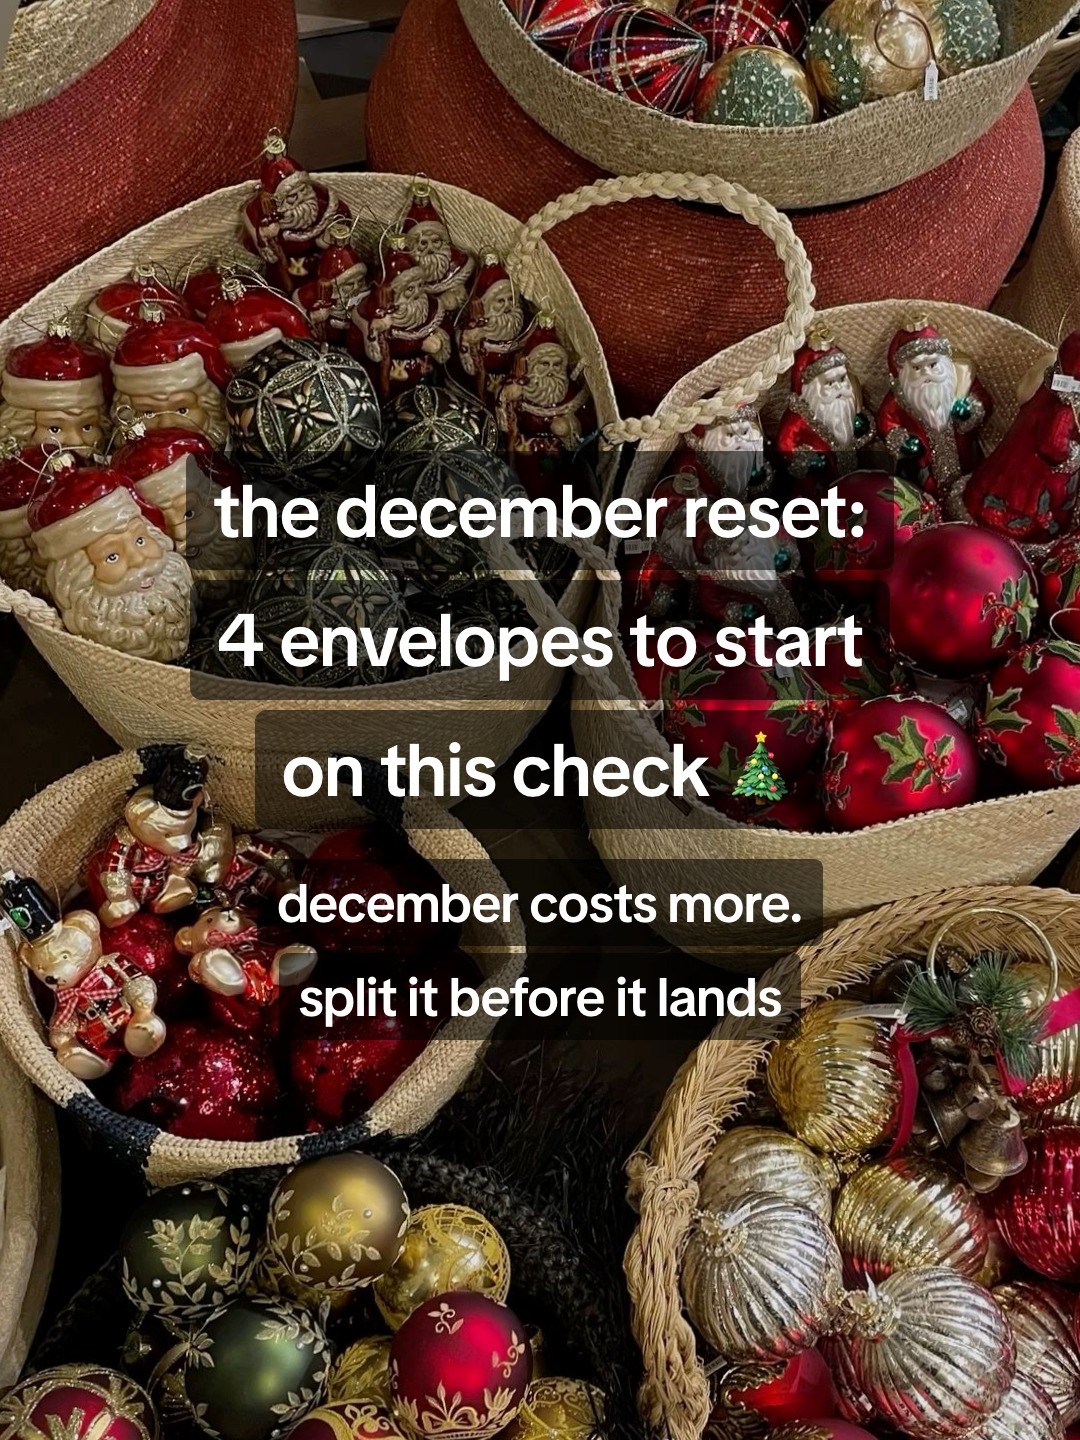 the december reset:
4 envelopes to start
on this check 🎄
december costs more.
split it before it lands